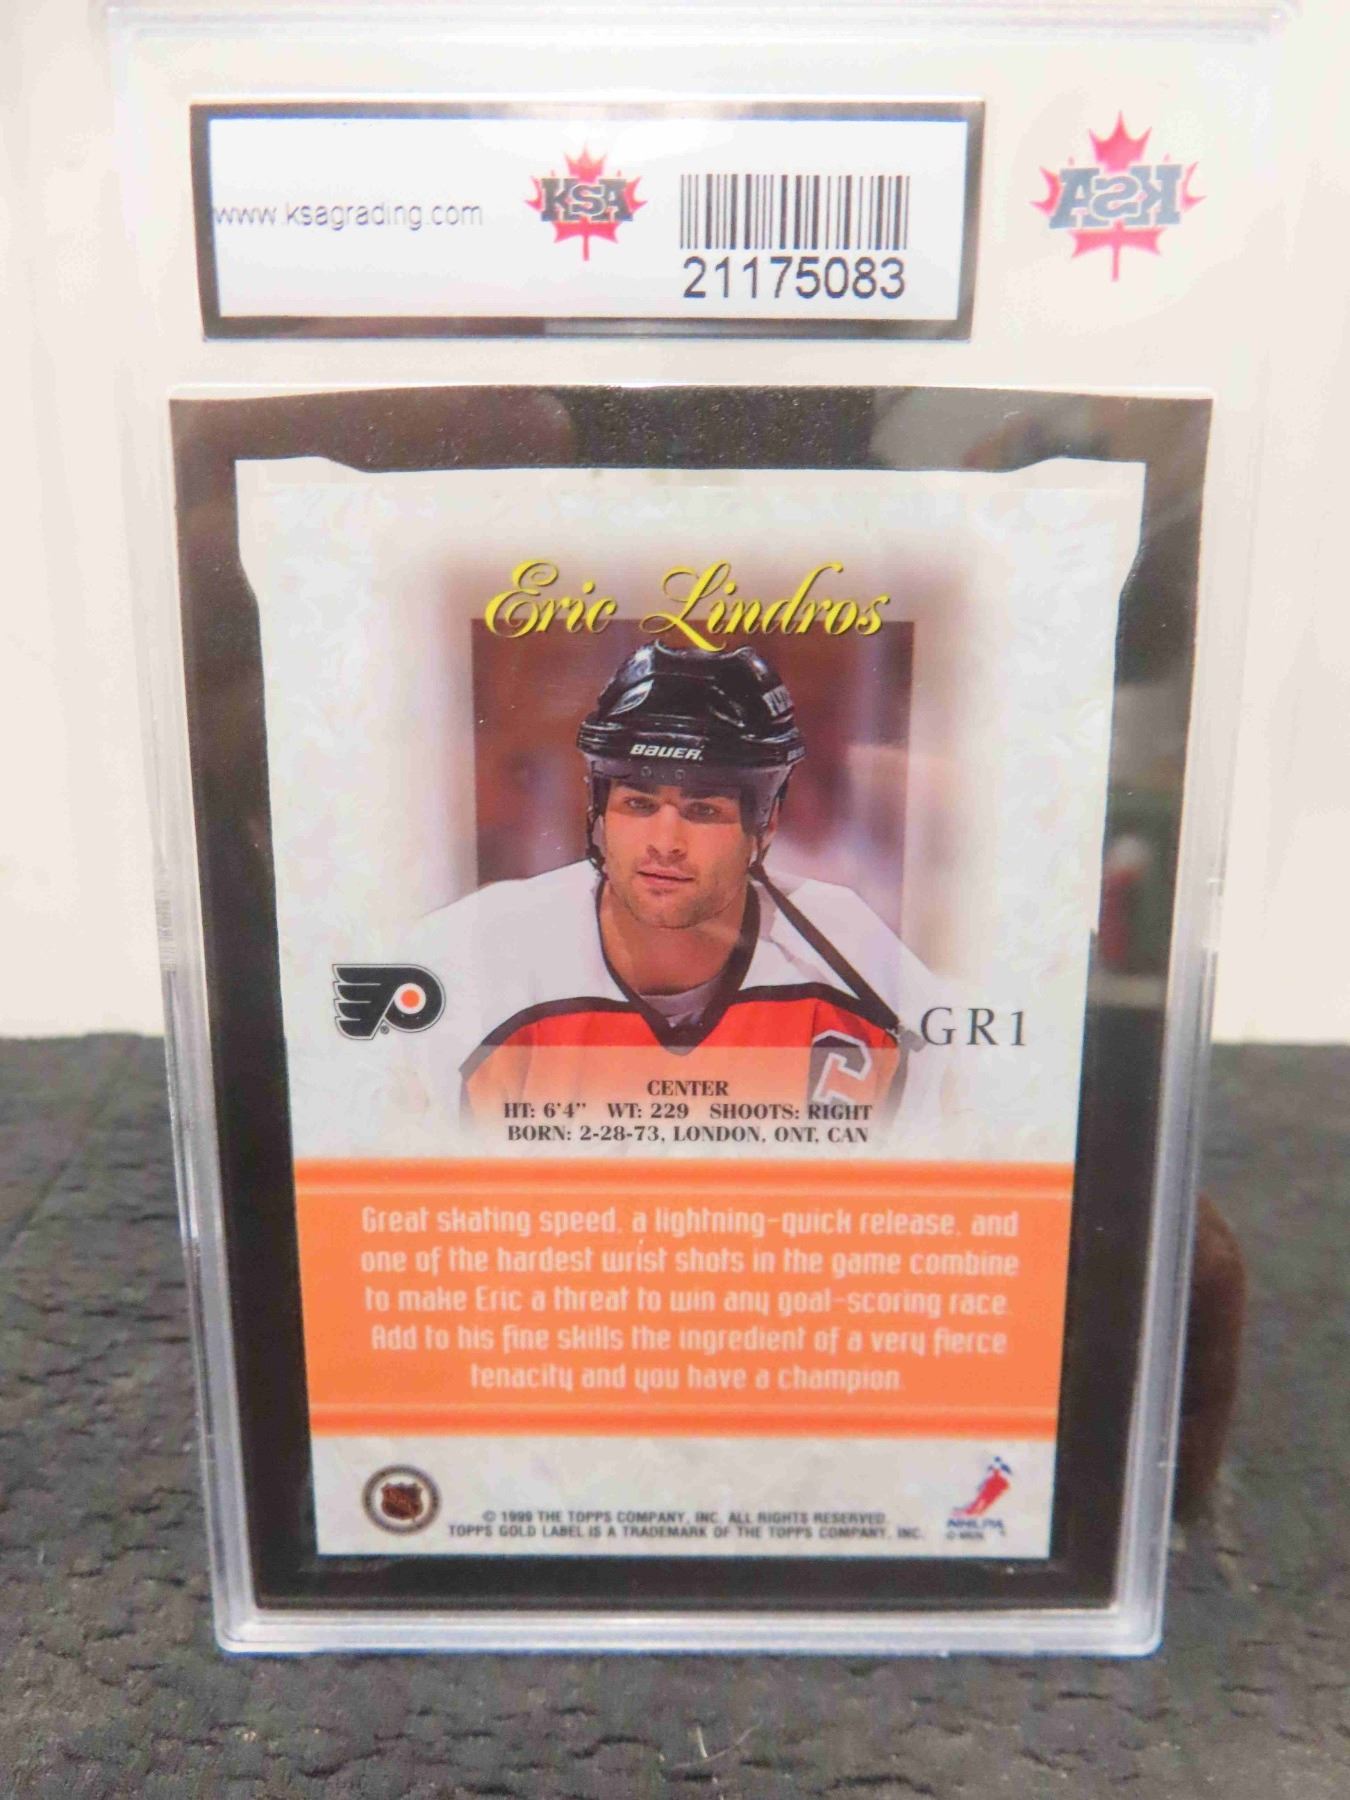 www.ksagrading.com
KSA
21175083
KSA
Eric Lindros
BAUER
GR1
CENTER
HT: 6'4" WT: 229 SHOOTS: RIGHT
BORN: 2-28-73, LONDON, ONT, CAN
Great skating speed, a lightning-quick release, and
one of the hardest wrist shots in the game combine
to make Eric a threat to win any goal-scoring race.
Add to his fine skills the ingredient of a very fierce
tenacity and you have a champion.
© 1999 THE TOPPS COMPANY, INC. ALL RIGHTS RESERVED.
TOPPS GOLD LABEL IS A TRADEMARK OF THE TOPPS COMPANY, INC.
NHLPA